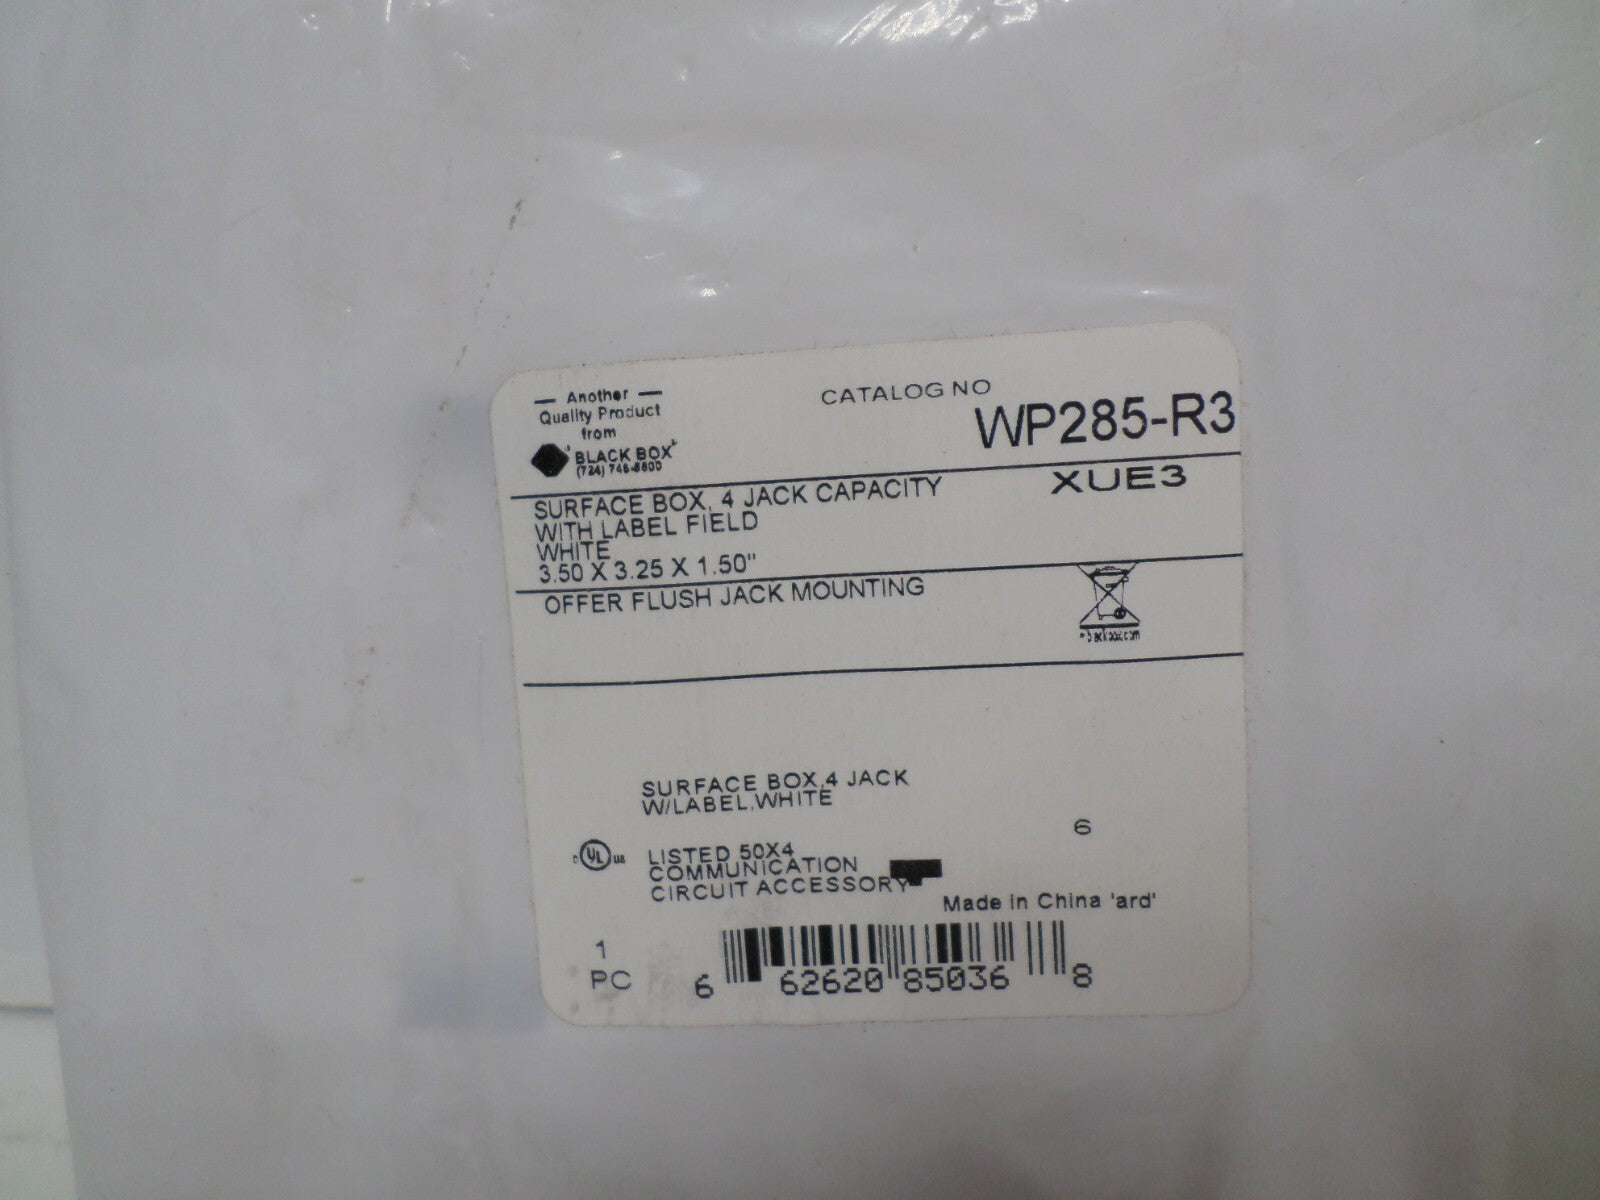 Another
Quality Product
from
BLACK BOX
CATALOG NO
WP285-R3
XUE3
SURFACE BOX, 4 JACK CAPACITY
WITH LABEL FIELD
WHITE
3.50 X 3.25 X 1.50"
OFFER FLUSH JACK MOUNTING
SURFACE BOX,4 JACK
W/LABEL,WHITE
6
C UL US
LISTED 50X4
COMMUNICATION
CIRCUIT ACCESSORY
Made in China 'ard'
1
PC
6 62620 85036 8